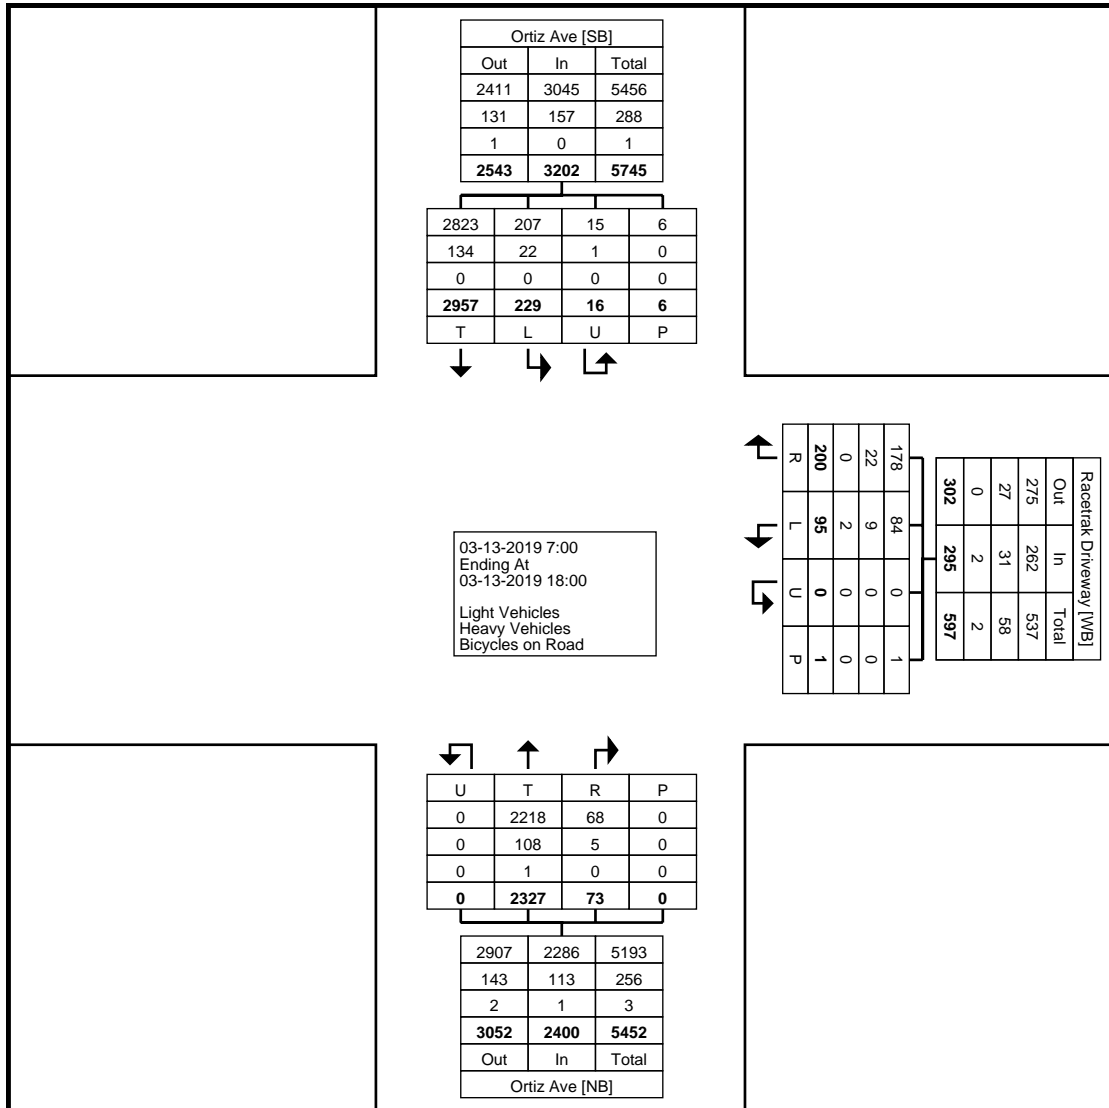 Ortiz Ave [SB]
Out In Total
2411 3045 5456
131 157 288
1 0 1
2543 3202 5745
2823 207 15 6
134 22 1 0
0 0 0 0
2957 229 16 6
T L U P
Racetrak Driveway [WB]
Out In Total
275 262 537
27 31 58
0 2 2
302 295 597
178 84 0 1
22 9 0 0
0 2 0 0
200 95 0 1
R L U P
03-13-2019 7:00
Ending At
03-13-2019 18:00
Light Vehicles
Heavy Vehicles
Bicycles on Road
U T R P
0 2218 68 0
0 108 5 0
0 1 0 0
0 2327 73 0
2907 2286 5193
143 113 256
2 1 3
3052 2400 5452
Out In Total
Ortiz Ave [NB]